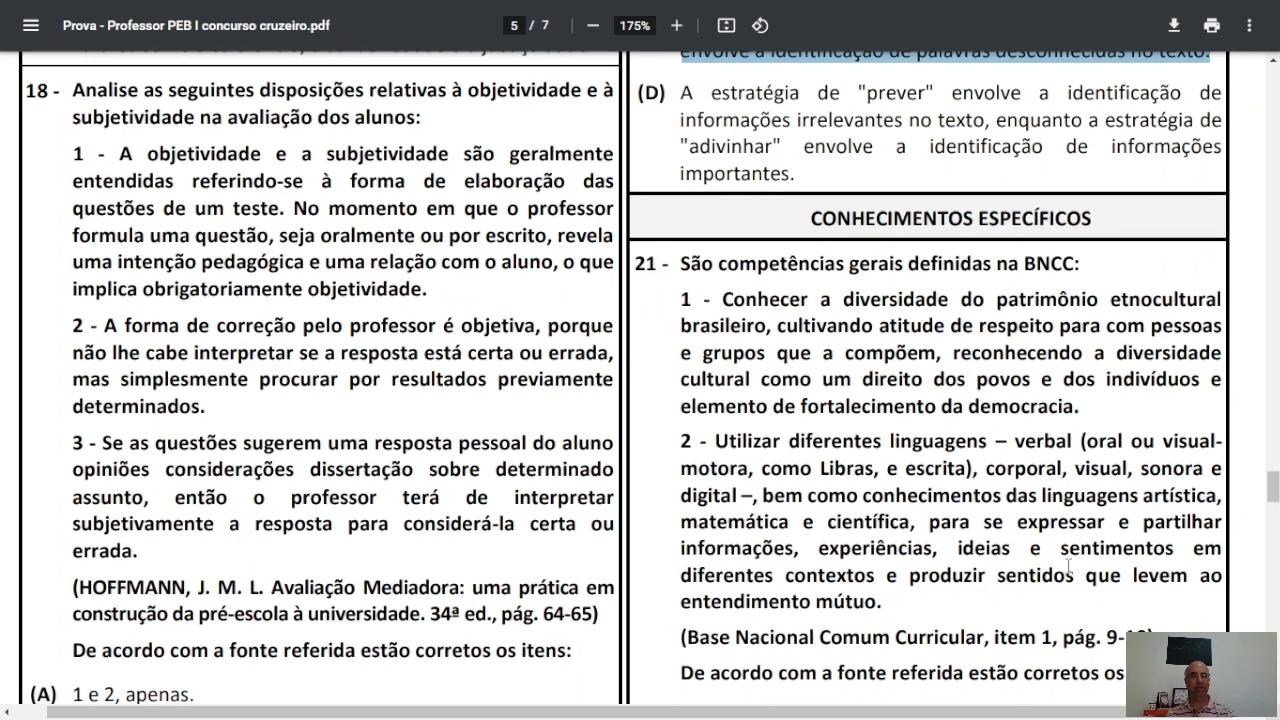 Prova - Professor PEB I concurso cruzeiro.pdf
5 / 7
175%
18 - Analise as seguintes disposições relativas à objetividade e à
subjetividade na avaliação dos alunos:
1 - A objetividade e a subjetividade são geralmente
entendidas referindo-se à forma de elaboração das
questões de um teste. No momento em que o professor
formula uma questão, seja oralmente ou por escrito, revela
uma intenção pedagógica e uma relação com o aluno, o que
implica obrigatoriamente objetividade.
2 - A forma de correção pelo professor é objetiva, porque
não lhe cabe interpretar se a resposta está certa ou errada,
mas simplesmente procurar por resultados previamente
determinados.
3 - Se as questões sugerem uma resposta pessoal do aluno
opiniões considerações dissertação sobre determinado
assunto, então o professor terá de interpretar
subjetivamente a resposta para considerá-la certa ou
errada.
(HOFFMANN, J. M. L. Avaliação Mediadora: uma prática em
construção da pré-escola à universidade. 34ª ed., pág. 64-65)
De acordo com a fonte referida estão corretos os itens:
(A) 1 e 2, apenas.
envolve a identificação de palavras desconhecidas no texto.
(D) A estratégia de "prever" envolve a identificação de
informações irrelevantes no texto, enquanto a estratégia de
"adivinhar" envolve a identificação de informações
importantes.
CONHECIMENTOS ESPECÍFICOS
21 - São competências gerais definidas na BNCC:
1 - Conhecer a diversidade do patrimônio etnocultural
brasileiro, cultivando atitude de respeito para com pessoas
e grupos que a compõem, reconhecendo a diversidade
cultural como um direito dos povos e dos indivíduos e
elemento de fortalecimento da democracia.
2 - Utilizar diferentes linguagens – verbal (oral ou visual-
motora, como Libras, e escrita), corporal, visual, sonora e
digital –, bem como conhecimentos das linguagens artística,
matemática e científica, para se expressar e partilhar
informações, experiências, ideias e sentimentos em
diferentes contextos e produzir sentidos que levem ao
entendimento mútuo.
(Base Nacional Comum Curricular, item 1, pág. 9-
De acordo com a fonte referida estão corretos os